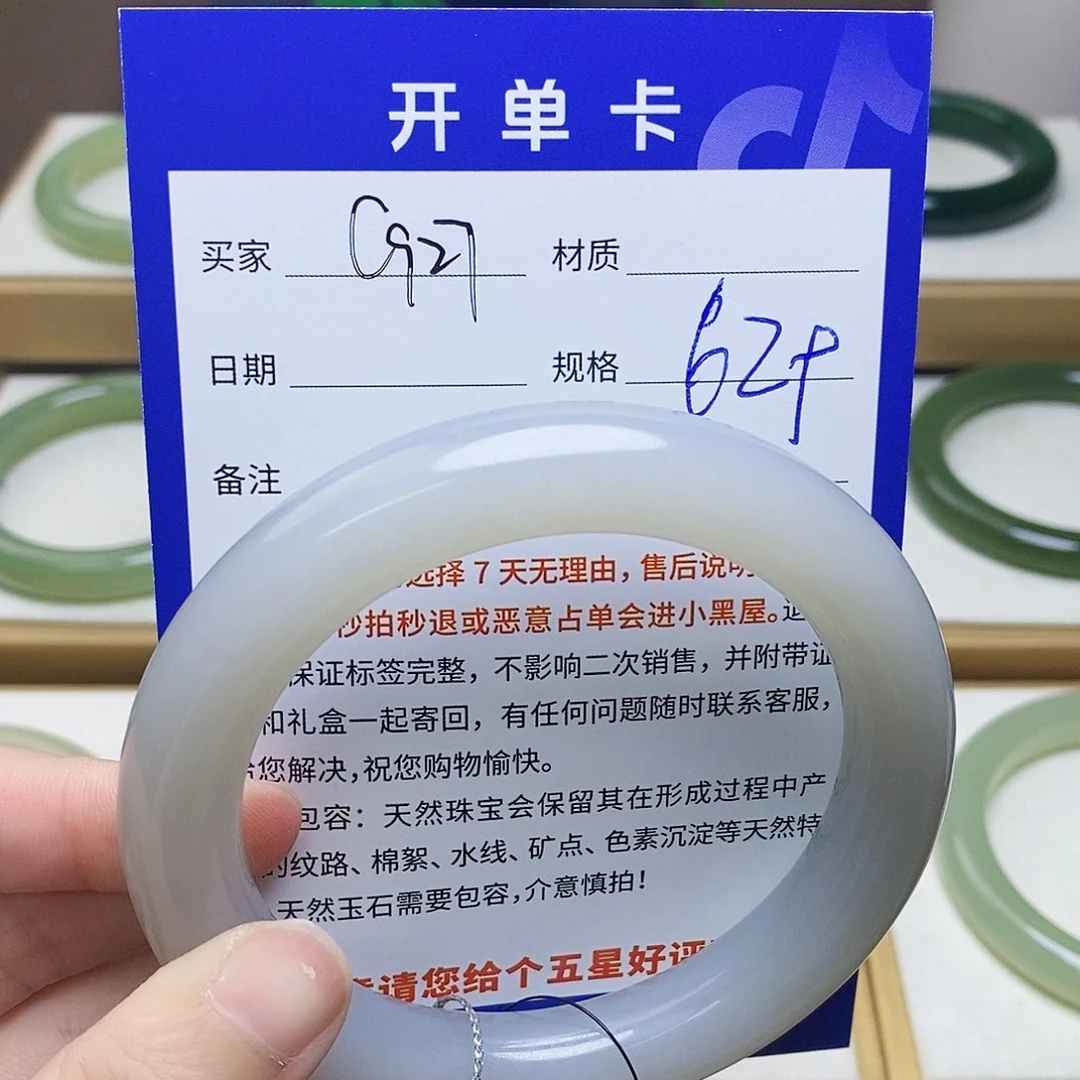 开单卡
买家 C927 材质
日期 规格 62+
备注
选择 7 天无理由，售后说明
秒拍秒退或恶意占单会进小黑屋。退
保证标签完整，不影响二次销售，并附带证
和礼盒一起寄回，有任何问题随时联系客服，
给您解决，祝您购物愉快。
包容：天然珠宝会保留其在形成过程中产
的纹路、棉絮、水线、矿点、色素沉淀等天然特
天然玉石需要包容，介意慎拍！
请您给个五星好评